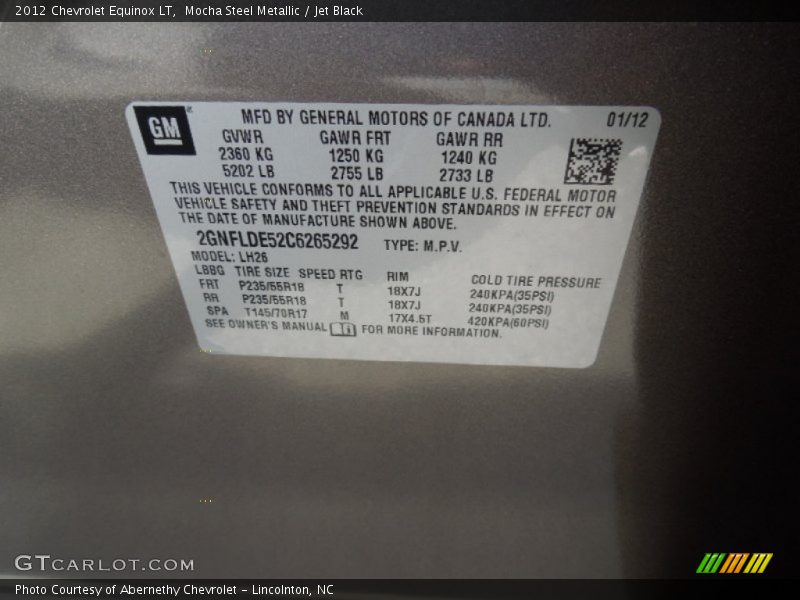 2012 Chevrolet Equinox LT, Mocha Steel Metallic / Jet Black
GM® MFD BY GENERAL MOTORS OF CANADA LTD. 01/12
GVWR GAWR FRT GAWR RR
2360 KG 1250 KG 1240 KG
5202 LB 2755 LB 2733 LB
THIS VEHICLE CONFORMS TO ALL APPLICABLE U.S. FEDERAL MOTOR
VEHICLE SAFETY AND THEFT PREVENTION STANDARDS IN EFFECT ON
THE DATE OF MANUFACTURE SHOWN ABOVE.
2GNFLDE52C6265292 TYPE: M.P.V.
MODEL: LH26
LBBG TIRE SIZE SPEED RTG RIM COLD TIRE PRESSURE
FRT P235/55R18 T 18X7J 240KPA(35PSI)
RR P235/55R18 T 18X7J 240KPA(35PSI)
SPA T145/70R17 M 17X4.5T 420KPA(60PSI)
SEE OWNER'S MANUAL FOR MORE INFORMATION.
GTCARLOT.COM
Photo Courtesy of Abernethy Chevrolet – Lincolnton, NC